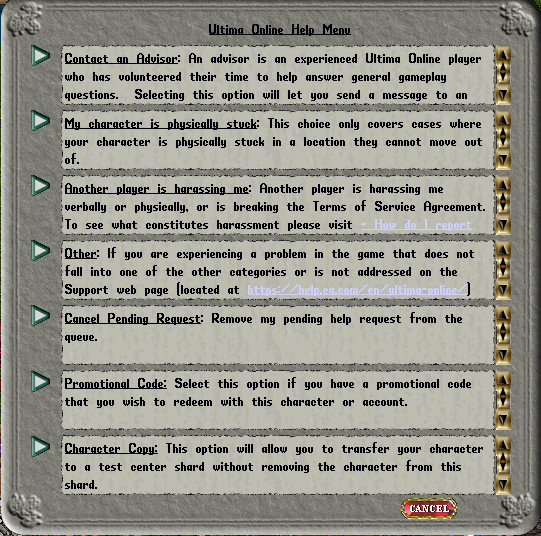 Ultima Online Help Menu
Contact an Advisor: An advisor is an experienced Ultima Online player
who has volunteered their time to help answer general gameplay
questions. Selecting this option will let you send a message to an
My character is physically stuck: This choice only covers cases where
your character is physically stuck in a location they cannot move out
of.
Another player is harassing me: Another player is harassing me
verbally or physically, or is breaking the Terms of Service Agreement.
To see what constitutes harassment please visit - How do I report
Other: If you are experiencing a problem in the game that does not
fall into one of the other categories or is not addressed on the
Support web page (located at https://help.ea.com/en/ultima-online/)
Cancel Pending Request: Remove my pending help request from the
queue.
Promotional Code: Select this option if you have a promotional code
that you wish to redeem with this character or account.
Character Copy: This option will allow you to transfer your character
to a test center shard without removing the character from this
shard.
CANCEL